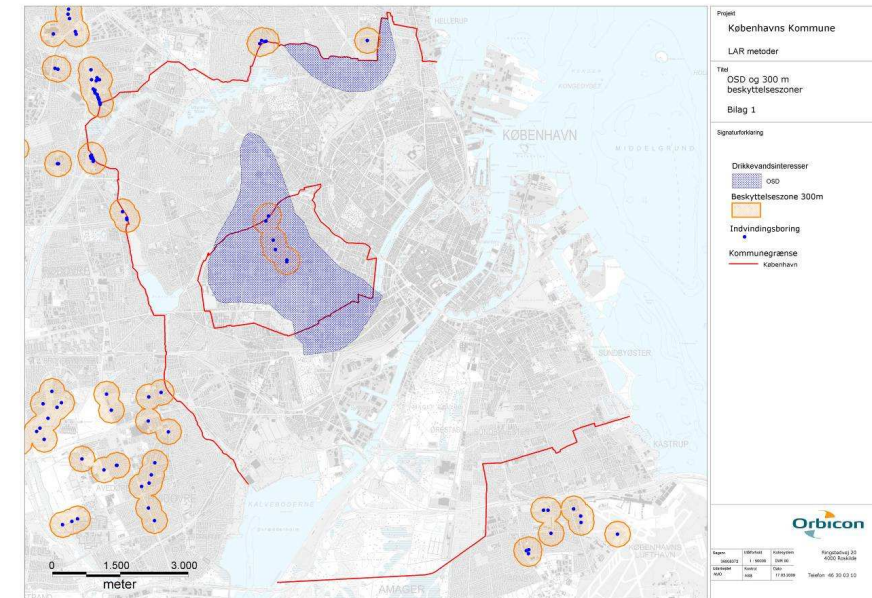 HELLERUP
KØBENHAVN
MIDDELGRUND
SUNDBYØSTER
KASTRUP
KØBENHAVNS
LUFTHAVN
AMAGER
0 1.500 3.000
meter
Projekt
Københavns Kommune
LAR metoder
Titel
OSD og 300 m
beskyttelseszoner
Bilag 1
Signaturforklaring
Drikkevandsinteresser
OSD
Beskyttelseszone 300m
Indvindingsboring
Kommunegrænse
København
Orbicon
Ringstedvej 20
4000 Roskilde
Telefon 46 30 03 10